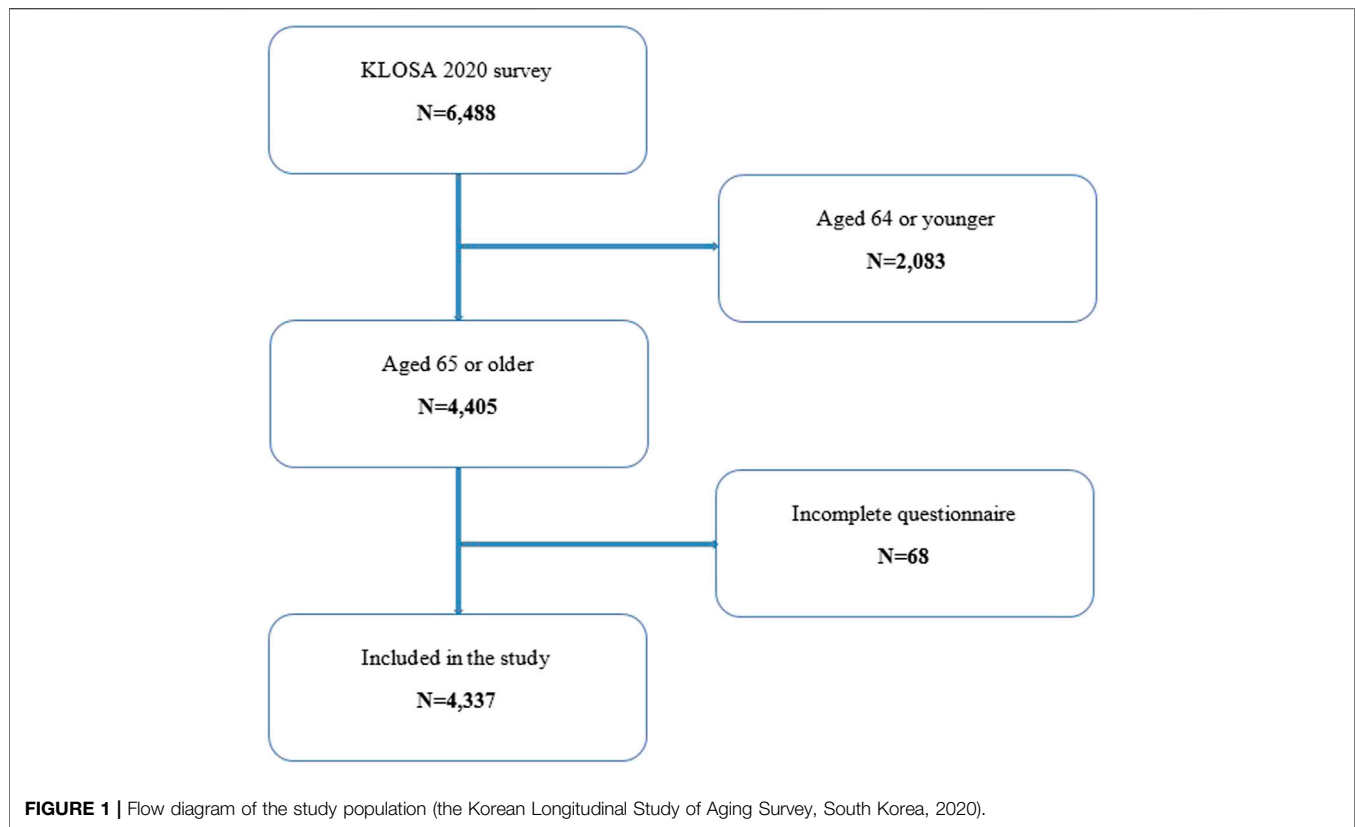 KLOSA 2020 survey
N=6,488
Aged 64 or younger
N=2,083
Aged 65 or older
N=4,405
Incomplete questionnaire
N=68
Included in the study
N=4,337
FIGURE 1 | Flow diagram of the study population (the Korean Longitudinal Study of Aging Survey, South Korea, 2020).